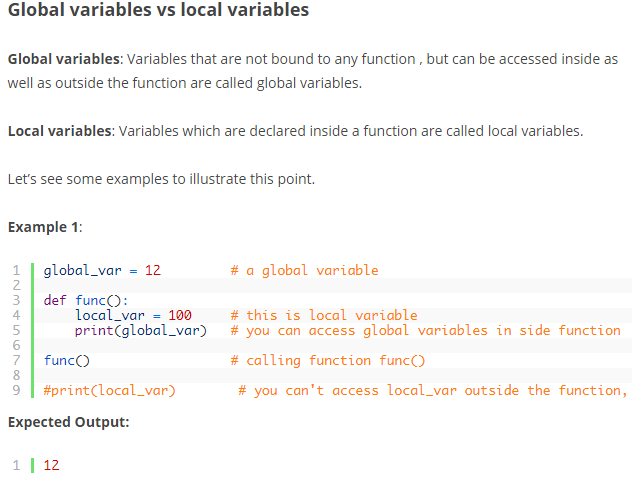 Global variables vs local variables
Global variables: Variables that are not bound to any function , but can be accessed inside as
well as outside the function are called global variables.
Local variables: Variables which are declared inside a function are called local variables.
Let’s see some examples to illustrate this point.
Example 1:
1 global_var = 12 # a global variable
2
3 def func():
4 local_var = 100 # this is local variable
5 print(global_var) # you can access global variables in side function
6
7 func() # calling function func()
8
9 #print(local_var) # you can't access local_var outside the function,
Expected Output:
1 12